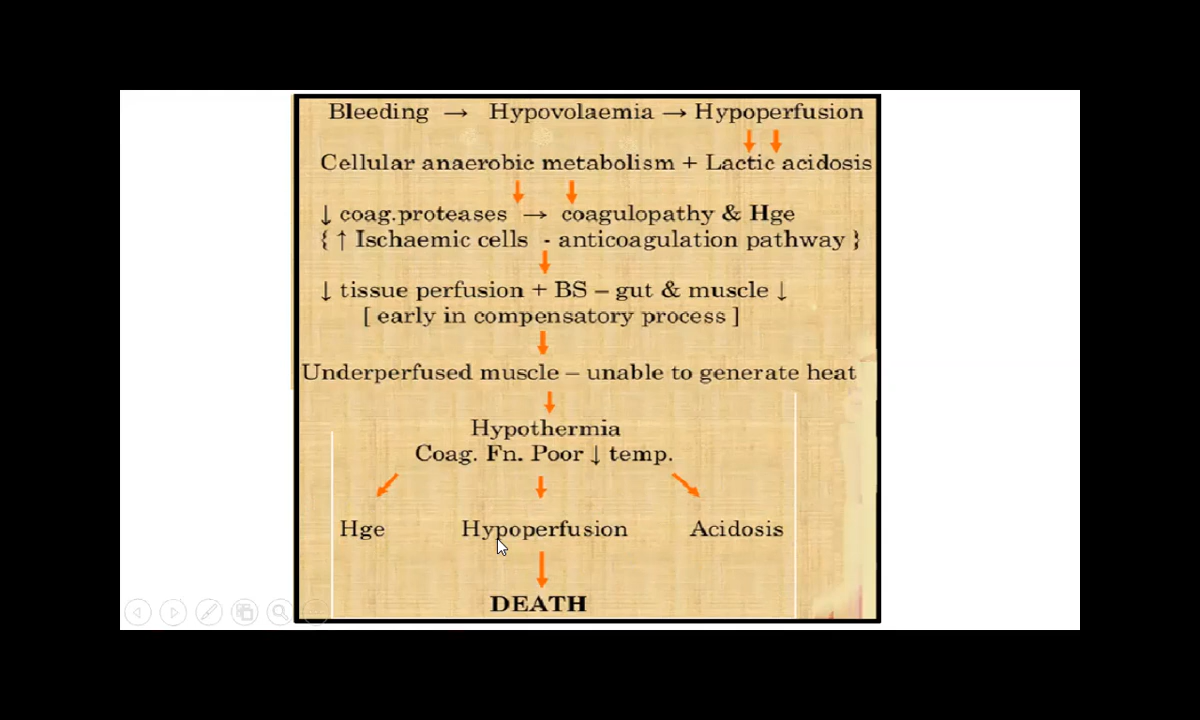 Bleeding → Hypovolaemia → Hypoperfusion
Cellular anaerobic metabolism + Lactic acidosis
↓ coag.proteases → coagulopathy & Hge
{ ↑ Ischaemic cells - anticoagulation pathway }
↓ tissue perfusion + BS – gut & muscle ↓
[ early in compensatory process ]
Underperfused muscle – unable to generate heat
Hypothermia
Coag. Fn. Poor ↓ temp.
Hge Hypoperfusion Acidosis
DEATH